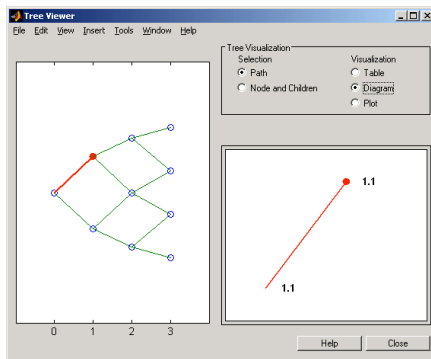 Tree Viewer
File Edit View Insert Tools Window Help
Tree Visualization
Selection
Visualization
Path
Table
Node and Children
Diagram
Plot
1.1
1.1
0 1 2 3
Help Close